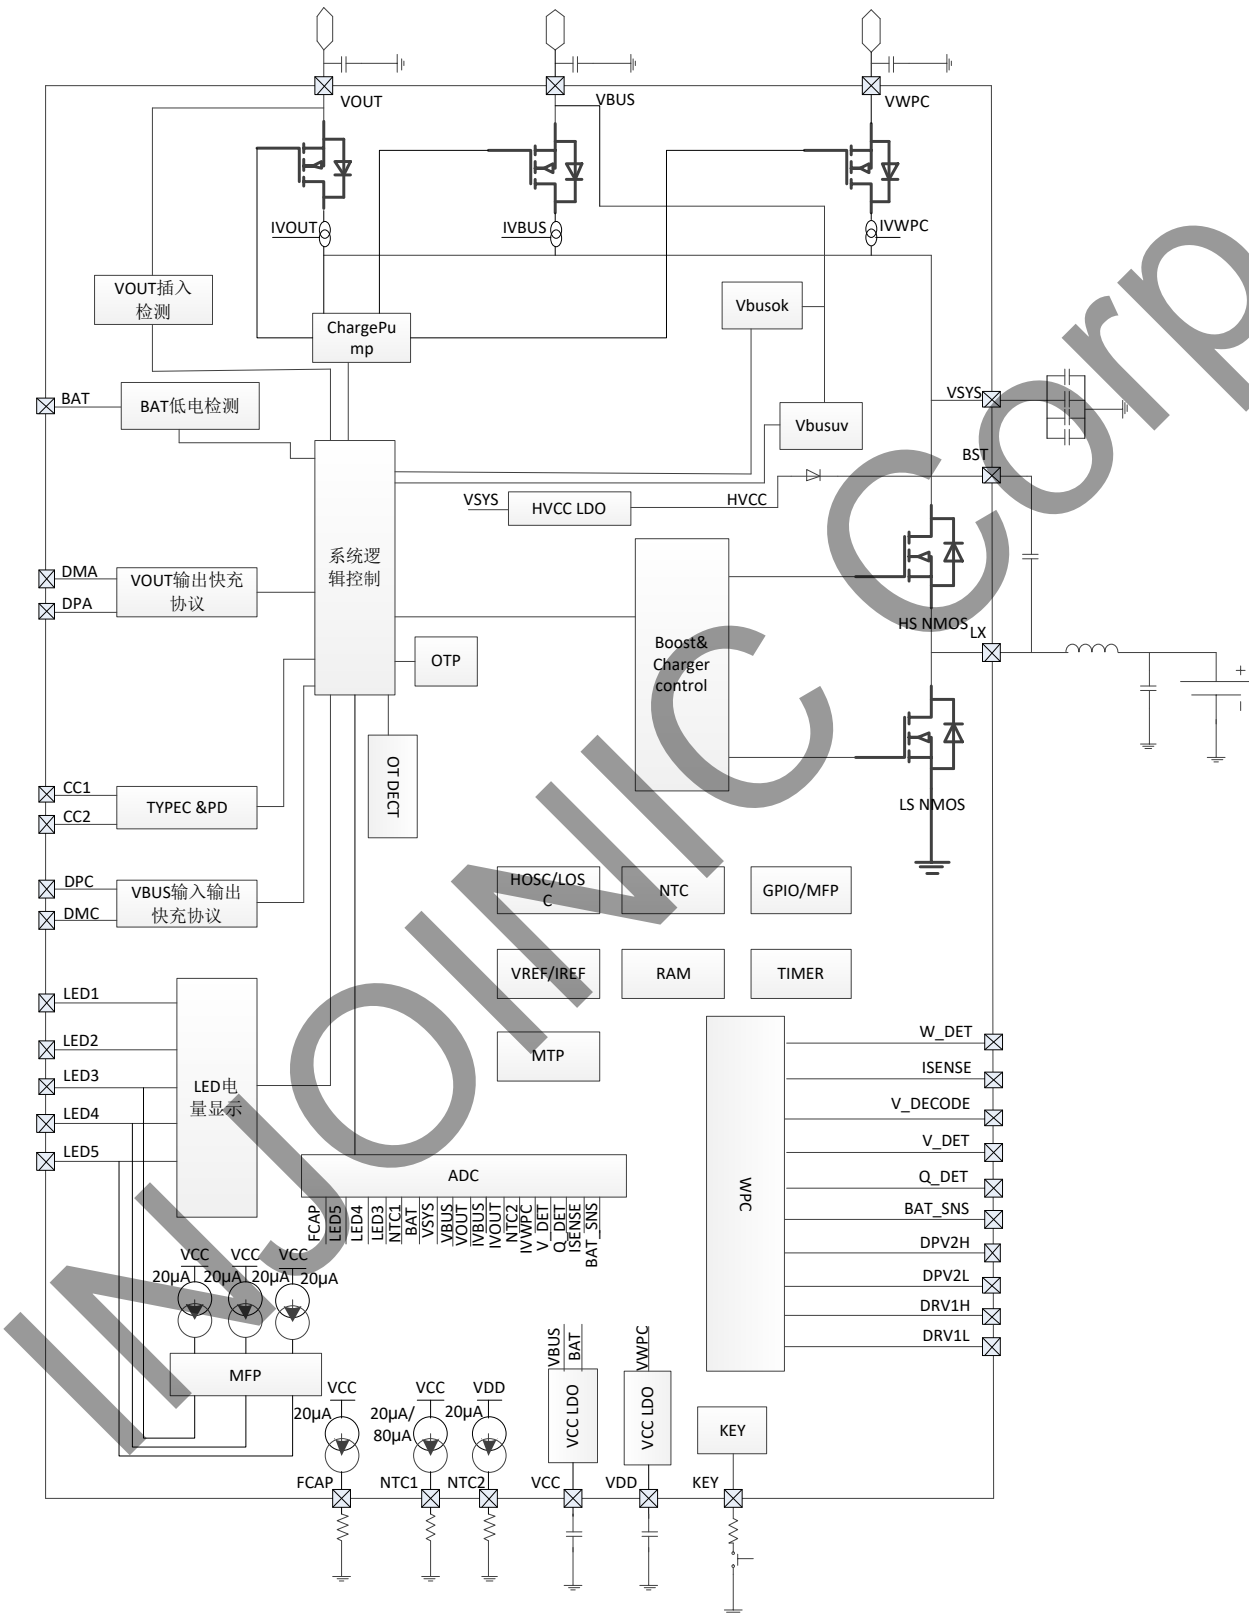 VOUT
VBUS
VWPC
IVOUT
IVBUS
IVWPC
VOUT插入
检测
ChargePu
mp
Vbusok
BAT
BAT低电检测
VSYS
Vbusuv
BST
VSYS
HVCC LDO
HVCC
系统逻
辑控制
DMA
DPA
VOUT输出快充
协议
HS NMOS
LX
OTP
Boost&
Charger
control
+
-
OT DECT
CC1
CC2
TYPEC &PD
LS NMOS
DPC
DMC
VBUS输入输出
快充协议
HOSC/LOS
C
NTC
GPIO/MFP
VREF/IREF
RAM
TIMER
MTP
LED1
LED2
LED3
LED4
LED5
LED电
量显示
WPC
W_DET
ISENSE
V_DECODE
V_DET
Q_DET
BAT_SNS
DPV2H
DPV2L
DRV1H
DRV1L
ADC
FCAP
LED5
LED4
LED3
NTC1
BAT
VSYS
VBUS
VOUT
IVBUS
IVOUT
NTC2
IVWPC
V_DET
Q_DET
ISENSE
BAT_SNS
VCC
VCC
VCC
20μA
20μA
20μA
20μA
MFP
VCC
20μA
VCC
20μA/
80μA
VDD
20μA
VBUS
BAT
VCC LDO
VWPC
VCC LDO
KEY
FCAP
NTC1
NTC2
VCC
VDD
KEY
INJOINIC Corp